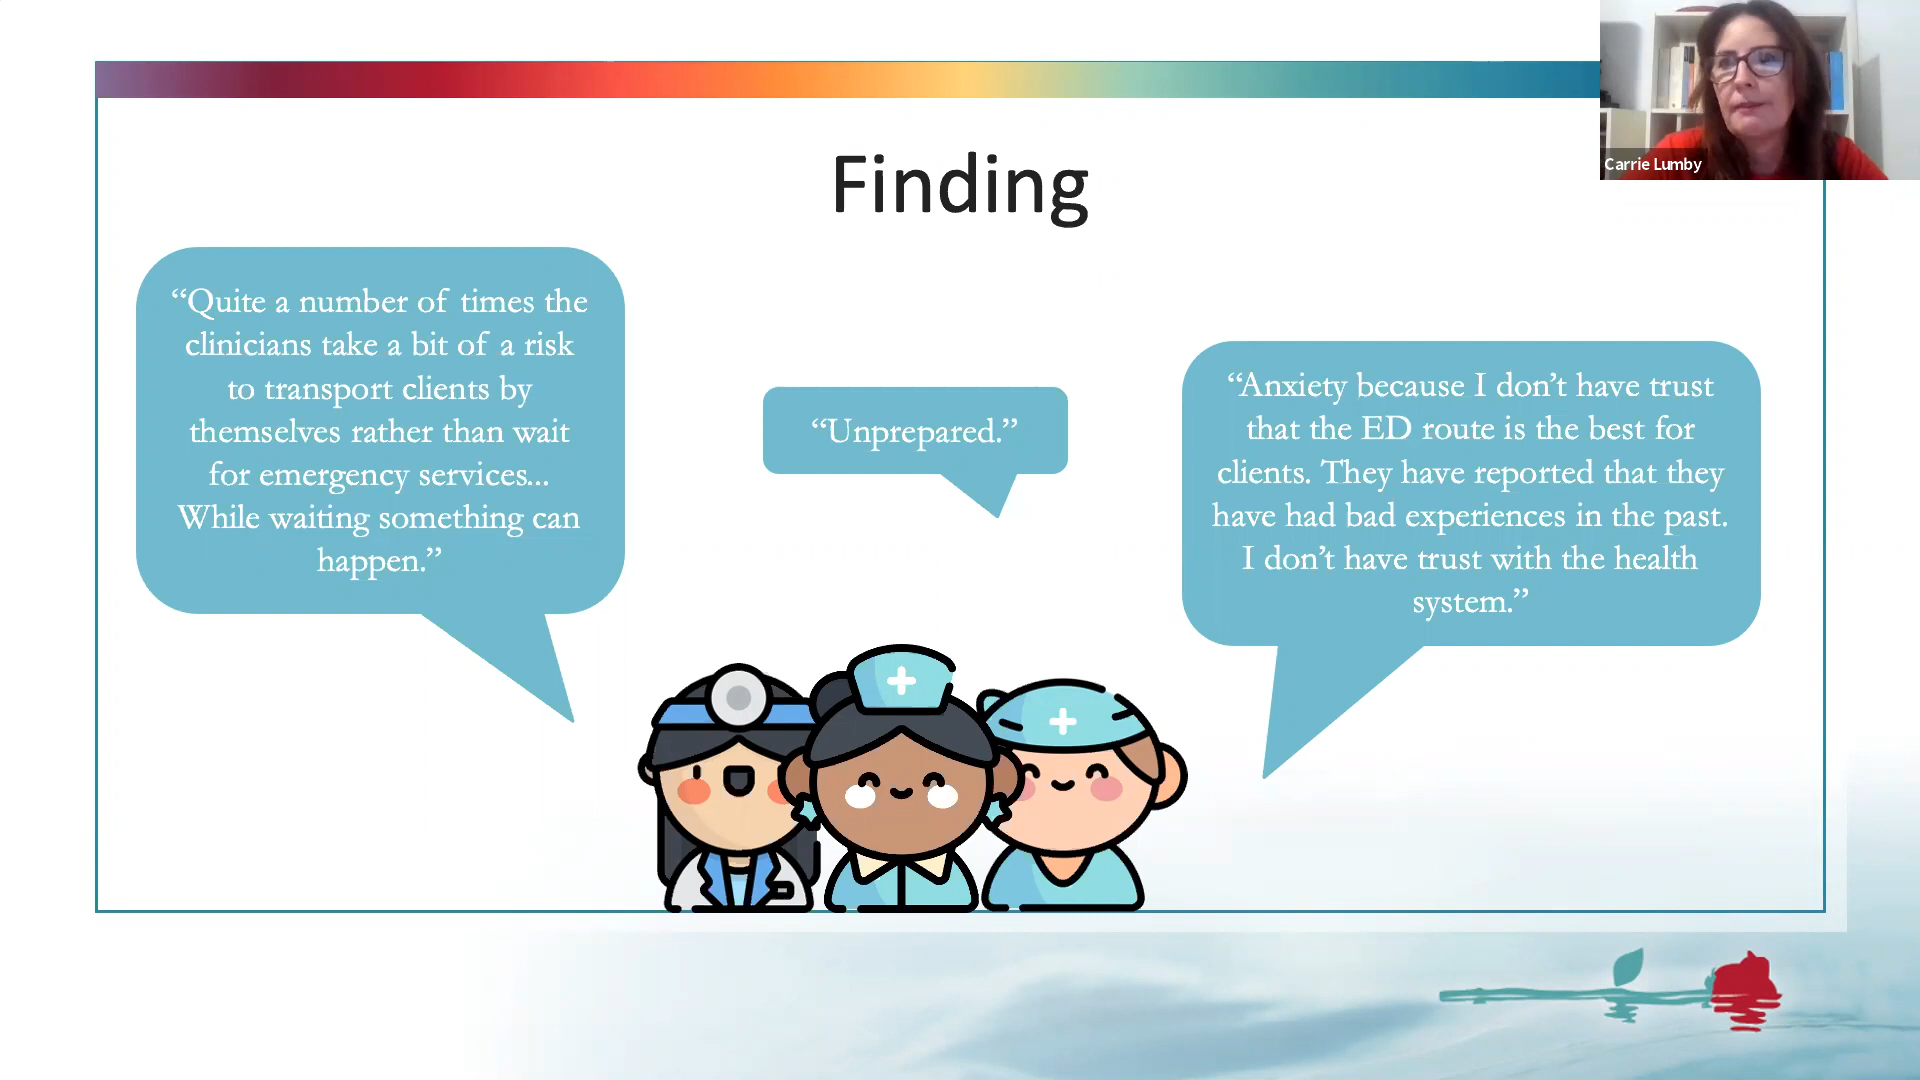 Carrie Lumby
Finding
“Quite a number of times the
clinicians take a bit of a risk
to transport clients by
themselves rather than wait
for emergency services...
While waiting something can
happen.”
“Unprepared.”
“Anxiety because I don’t have trust
that the ED route is the best for
clients. They have reported that they
have had bad experiences in the past.
I don’t have trust with the health
system.”